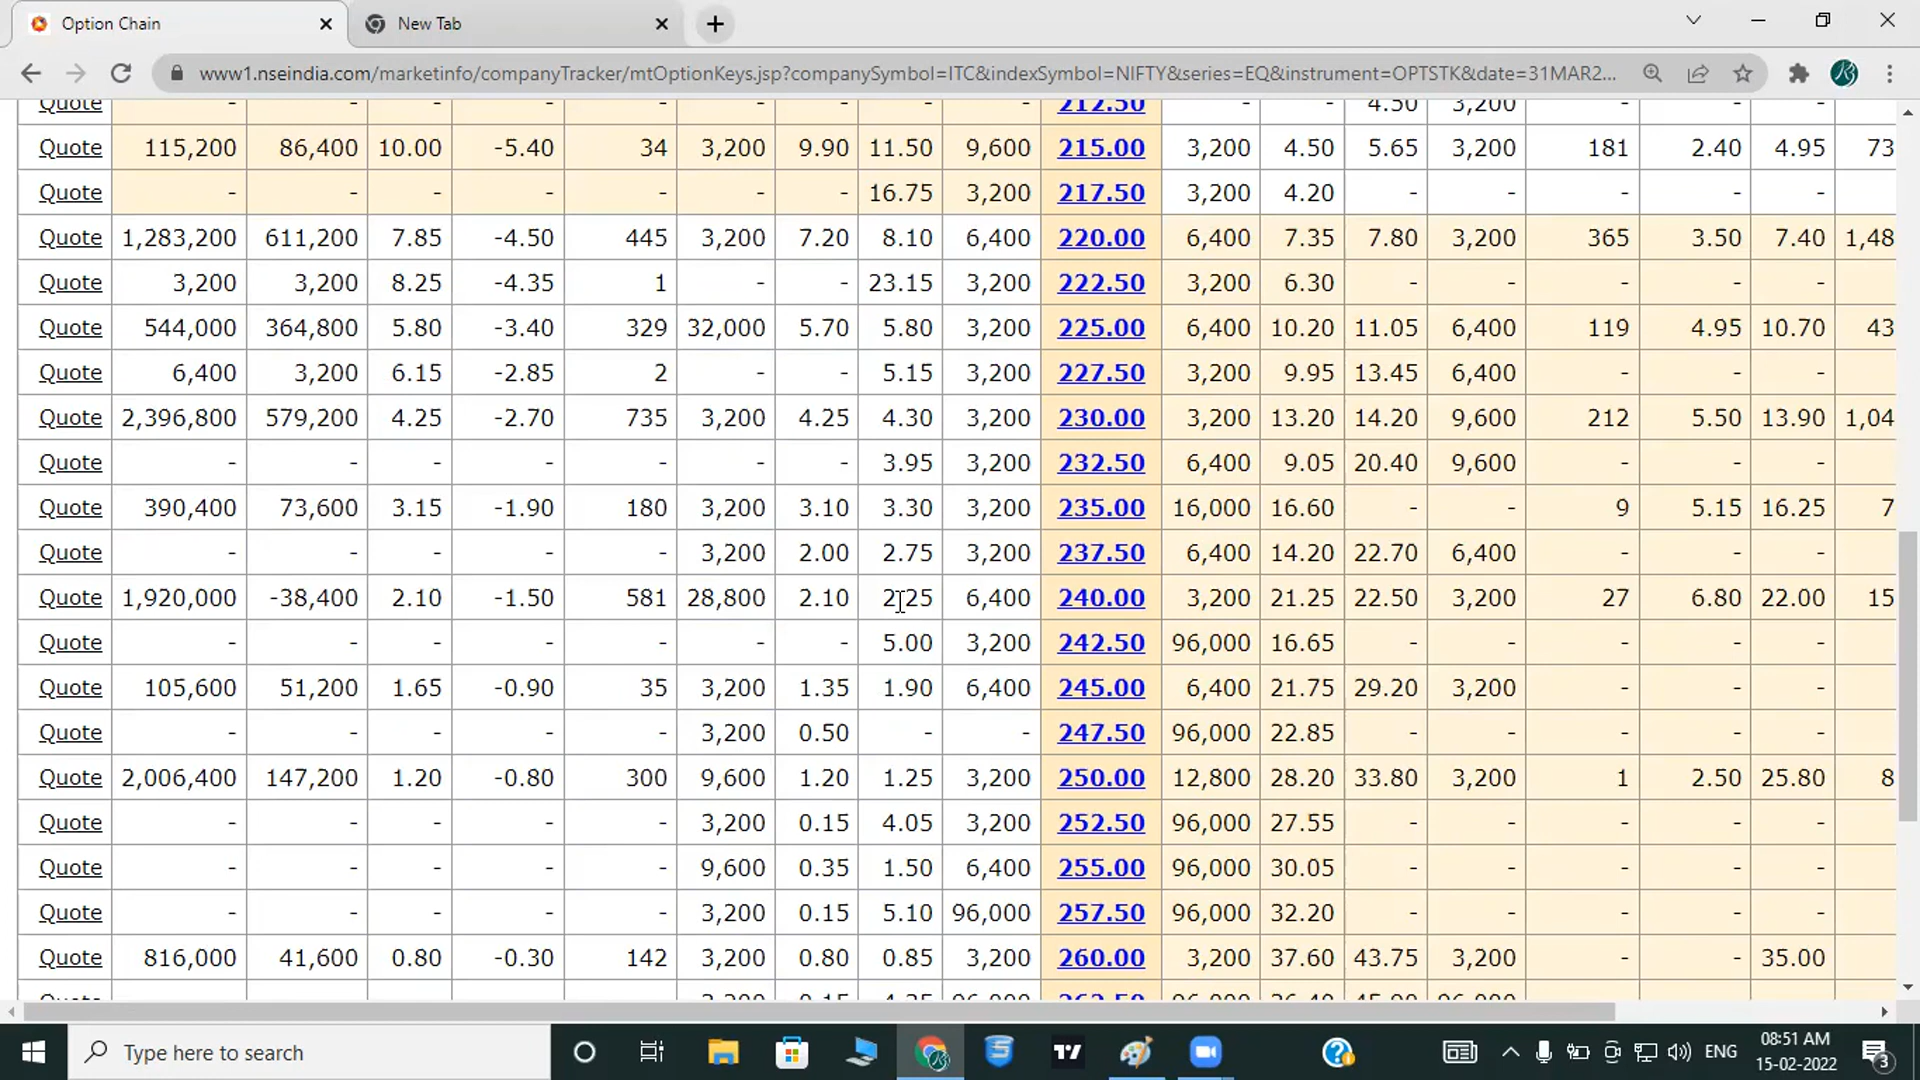 Option Chain
New Tab
www1.nseindia.com/marketinfo/companyTracker/mtOptionKeys.jsp?companySymbol=ITC&indexSymbol=NIFTY&series=EQ&instrument=OPTSTK&date=31MAR2...
Quote - - - - - - - - - 212.50 - - 4.50 3,200 - - -
Quote 115,200 86,400 10.00 -5.40 34 3,200 9.90 11.50 9,600 215.00 3,200 4.50 5.65 3,200 181 2.40 4.95 73
Quote - - - - - - - 16.75 3,200 217.50 3,200 4.20 - - - - -
Quote 1,283,200 611,200 7.85 -4.50 445 3,200 7.20 8.10 6,400 220.00 6,400 7.35 7.80 3,200 365 3.50 7.40 1,48
Quote 3,200 3,200 8.25 -4.35 1 - - 23.15 3,200 222.50 3,200 6.30 - - - - -
Quote 544,000 364,800 5.80 -3.40 329 32,000 5.70 5.80 3,200 225.00 6,400 10.20 11.05 6,400 119 4.95 10.70 43
Quote 6,400 3,200 6.15 -2.85 2 - - 5.15 3,200 227.50 3,200 9.95 13.45 6,400 - - -
Quote 2,396,800 579,200 4.25 -2.70 735 3,200 4.25 4.30 3,200 230.00 3,200 13.20 14.20 9,600 212 5.50 13.90 1,04
Quote - - - - - - - 3.95 3,200 232.50 6,400 9.05 20.40 9,600 - - -
Quote 390,400 73,600 3.15 -1.90 180 3,200 3.10 3.30 3,200 235.00 16,000 16.60 - - 9 5.15 16.25 7
Quote - - - - - 3,200 2.00 2.75 3,200 237.50 6,400 14.20 22.70 6,400 - - -
Quote 1,920,000 -38,400 2.10 -1.50 581 28,800 2.10 2.25 6,400 240.00 3,200 21.25 22.50 3,200 27 6.80 22.00 15
Quote - - - - - - - 5.00 3,200 242.50 96,000 16.65 - - - - -
Quote 105,600 51,200 1.65 -0.90 35 3,200 1.35 1.90 6,400 245.00 6,400 21.75 29.20 3,200 - - -
Quote - - - - - 3,200 0.50 - - 247.50 96,000 22.85 - - - - -
Quote 2,006,400 147,200 1.20 -0.80 300 9,600 1.20 1.25 3,200 250.00 12,800 28.20 33.80 3,200 1 2.50 25.80 8
Quote - - - - - 3,200 0.15 4.05 3,200 252.50 96,000 27.55 - - - - -
Quote - - - - - 9,600 0.35 1.50 6,400 255.00 96,000 30.05 - - - - -
Quote - - - - - 3,200 0.15 5.10 96,000 257.50 96,000 32.20 - - - - -
Quote 816,000 41,600 0.80 -0.30 142 3,200 0.80 0.85 3,200 260.00 3,200 37.60 43.75 3,200 - - 35.00
Type here to search
ENG
08:51 AM
15-02-2022
3